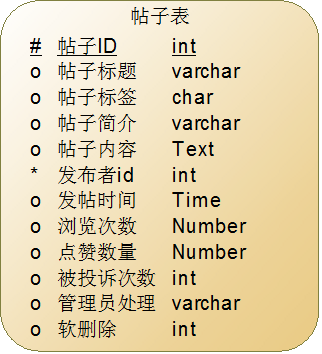 帖子表
# 帖子ID int
o 帖子标题 varchar
o 帖子标签 char
o 帖子简介 varchar
o 帖子内容 Text
* 发布者id int
o 发帖时间 Time
o 浏览次数 Number
o 点赞数量 Number
o 被投诉次数 int
o 管理员处理 varchar
o 软删除 int